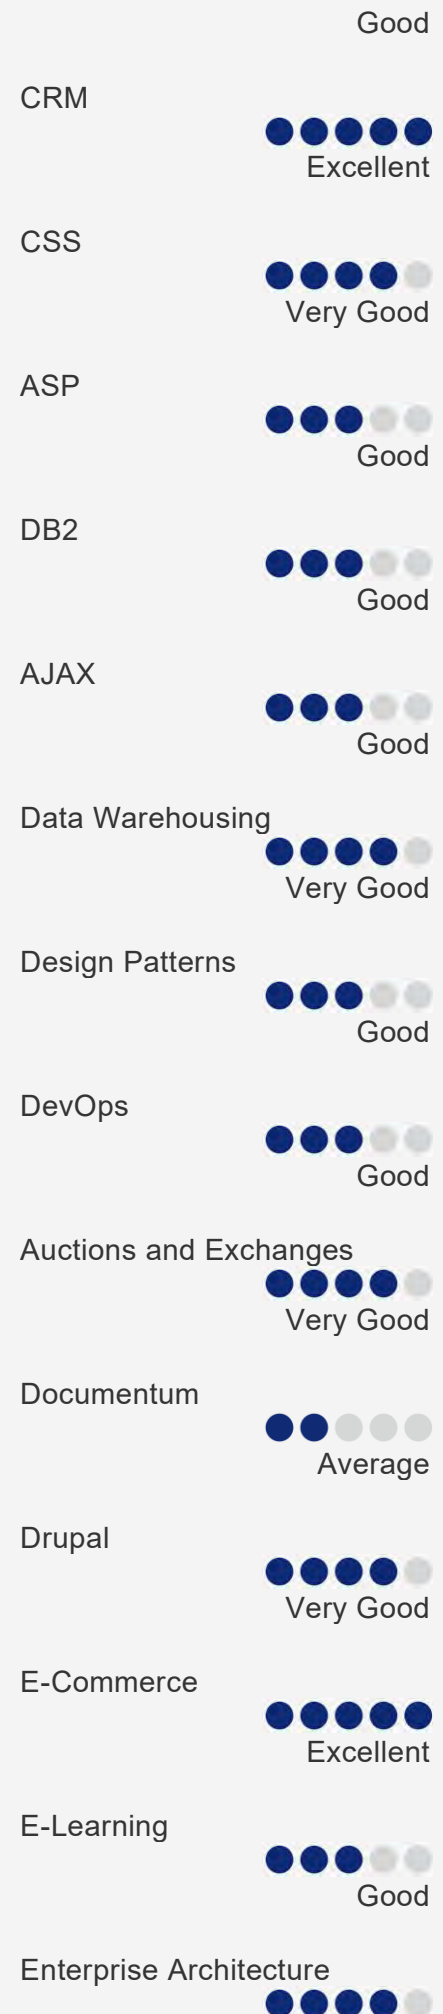 Good
CRM
Excellent
CSS
Very Good
ASP
Good
DB2
Good
AJAX
Good
Data Warehousing
Very Good
Design Patterns
Good
DevOps
Good
Auctions and Exchanges
Very Good
Documentum
Average
Drupal
Very Good
E-Commerce
Excellent
E-Learning
Good
Enterprise Architecture